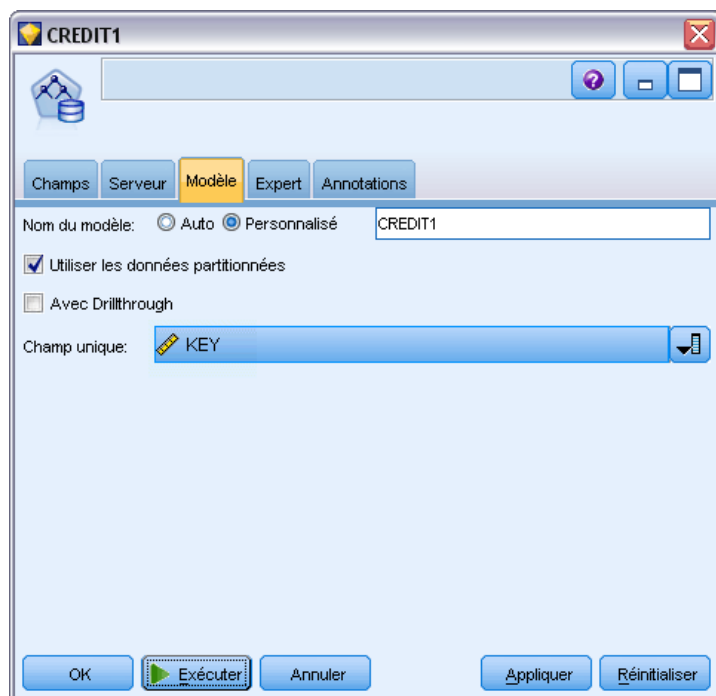 CREDIT1
Champs Serveur Modèle Expert Annotations
Nom du modèle: Auto Personnalisé CREDIT1
Utiliser les données partitionnées
Avec Drillthrough
Champ unique: KEY
OK Exécuter Annuler Appliquer Réinitialiser